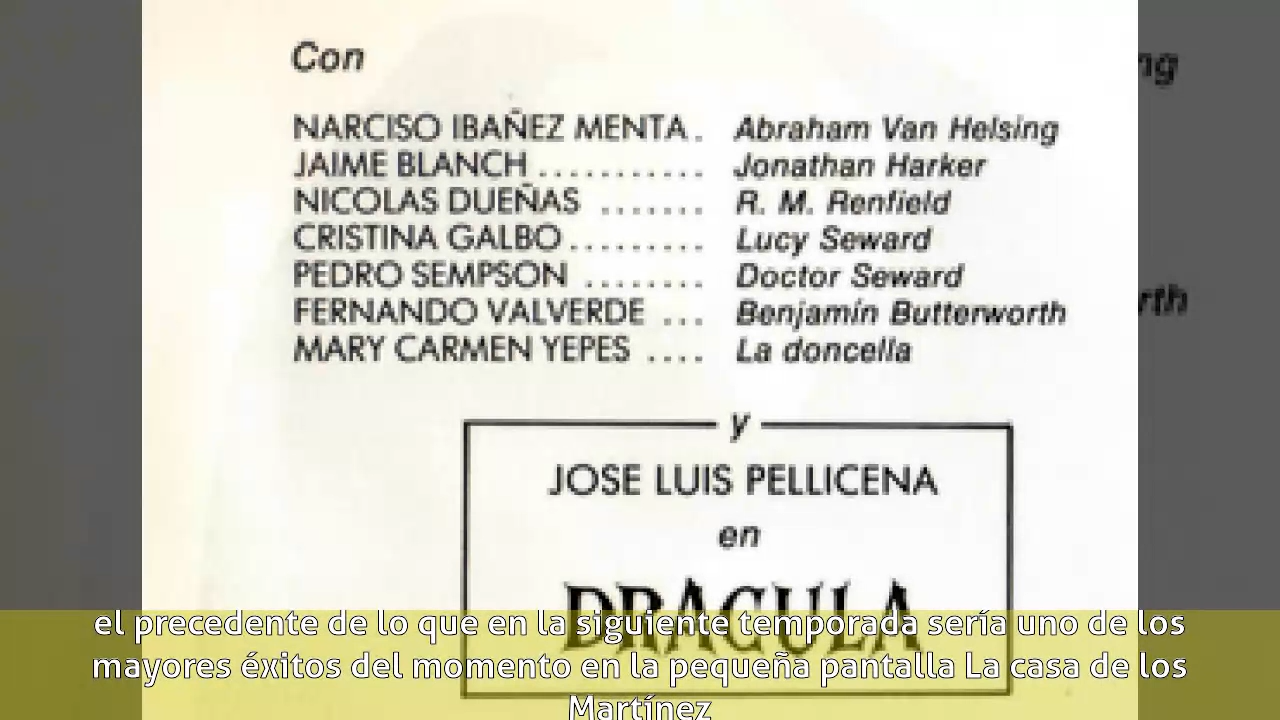 Con
NARCISO IBAÑEZ MENTA. Abraham Van Helsing
JAIME BLANCH ........... Jonathan Harker
NICOLAS DUEÑAS ....... R. M. Renfield
CRISTINA GALBO ......... Lucy Seward
PEDRO SEMPSON ........ Doctor Seward
FERNANDO VALVERDE ... Benjamín Butterworth
MARY CARMEN YEPES .... La doncella
y
JOSE LUIS PELLICENA
en
DRACULA
el precedente de lo que en la siguiente temporada sería uno de los
mayores éxitos del momento en la pequeña pantalla La casa de los
Martínez
ng
rth